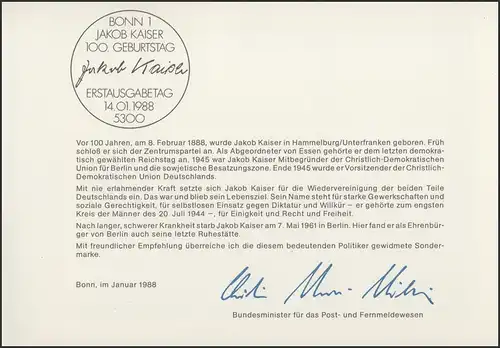 BONN 1
JAKOB KAISER
100. GEBURTSTAG
Jakob Kaiser
ERSTAUSGABETAG
14.01.1988
5300
Vor 100 Jahren, am 8. Februar 1888, wurde Jakob Kaiser in Hammelburg/Unterfranken geboren. Früh
schloß er sich der Zentrumspartei an. Als Abgeordneter von Essen gehörte er dem letzten demokra-
tisch gewählten Reichstag an. 1945 war Jakob Kaiser Mitbegründer der Christlich-Demokratischen
Union für Berlin und die sowjetische Besatzungszone. Ende 1945 wurde er Vorsitzender der Christlich-
Demokratischen Union Deutschlands.
Mit nie erlahmender Kraft setzte sich Jakob Kaiser für die Wiedervereinigung der beiden Teile
Deutschlands ein. Das war und blieb sein Lebensziel. Sein Name steht für starke Gewerkschaften und
soziale Gerechtigkeit, für selbstlosen Einsatz gegen Diktatur und Willkür – er gehörte zum engsten
Kreis der Männer des 20 Juli 1944 –, für Einigkeit und Recht und Freiheit.
Nach langer, schwerer Krankheit starb Jakob Kaiser am 7. Mai 1961 in Berlin. Hier fand er als Ehrenbür-
ger von Berlin auch seine letzte Ruhestätte.
Mit freundlicher Empfehlung überreiche ich die diesem bedeutenden Politiker gewidmete Sonder-
marke.
Bonn, im Januar 1988
Bundesminister für das Post- und Fernmeldewesen